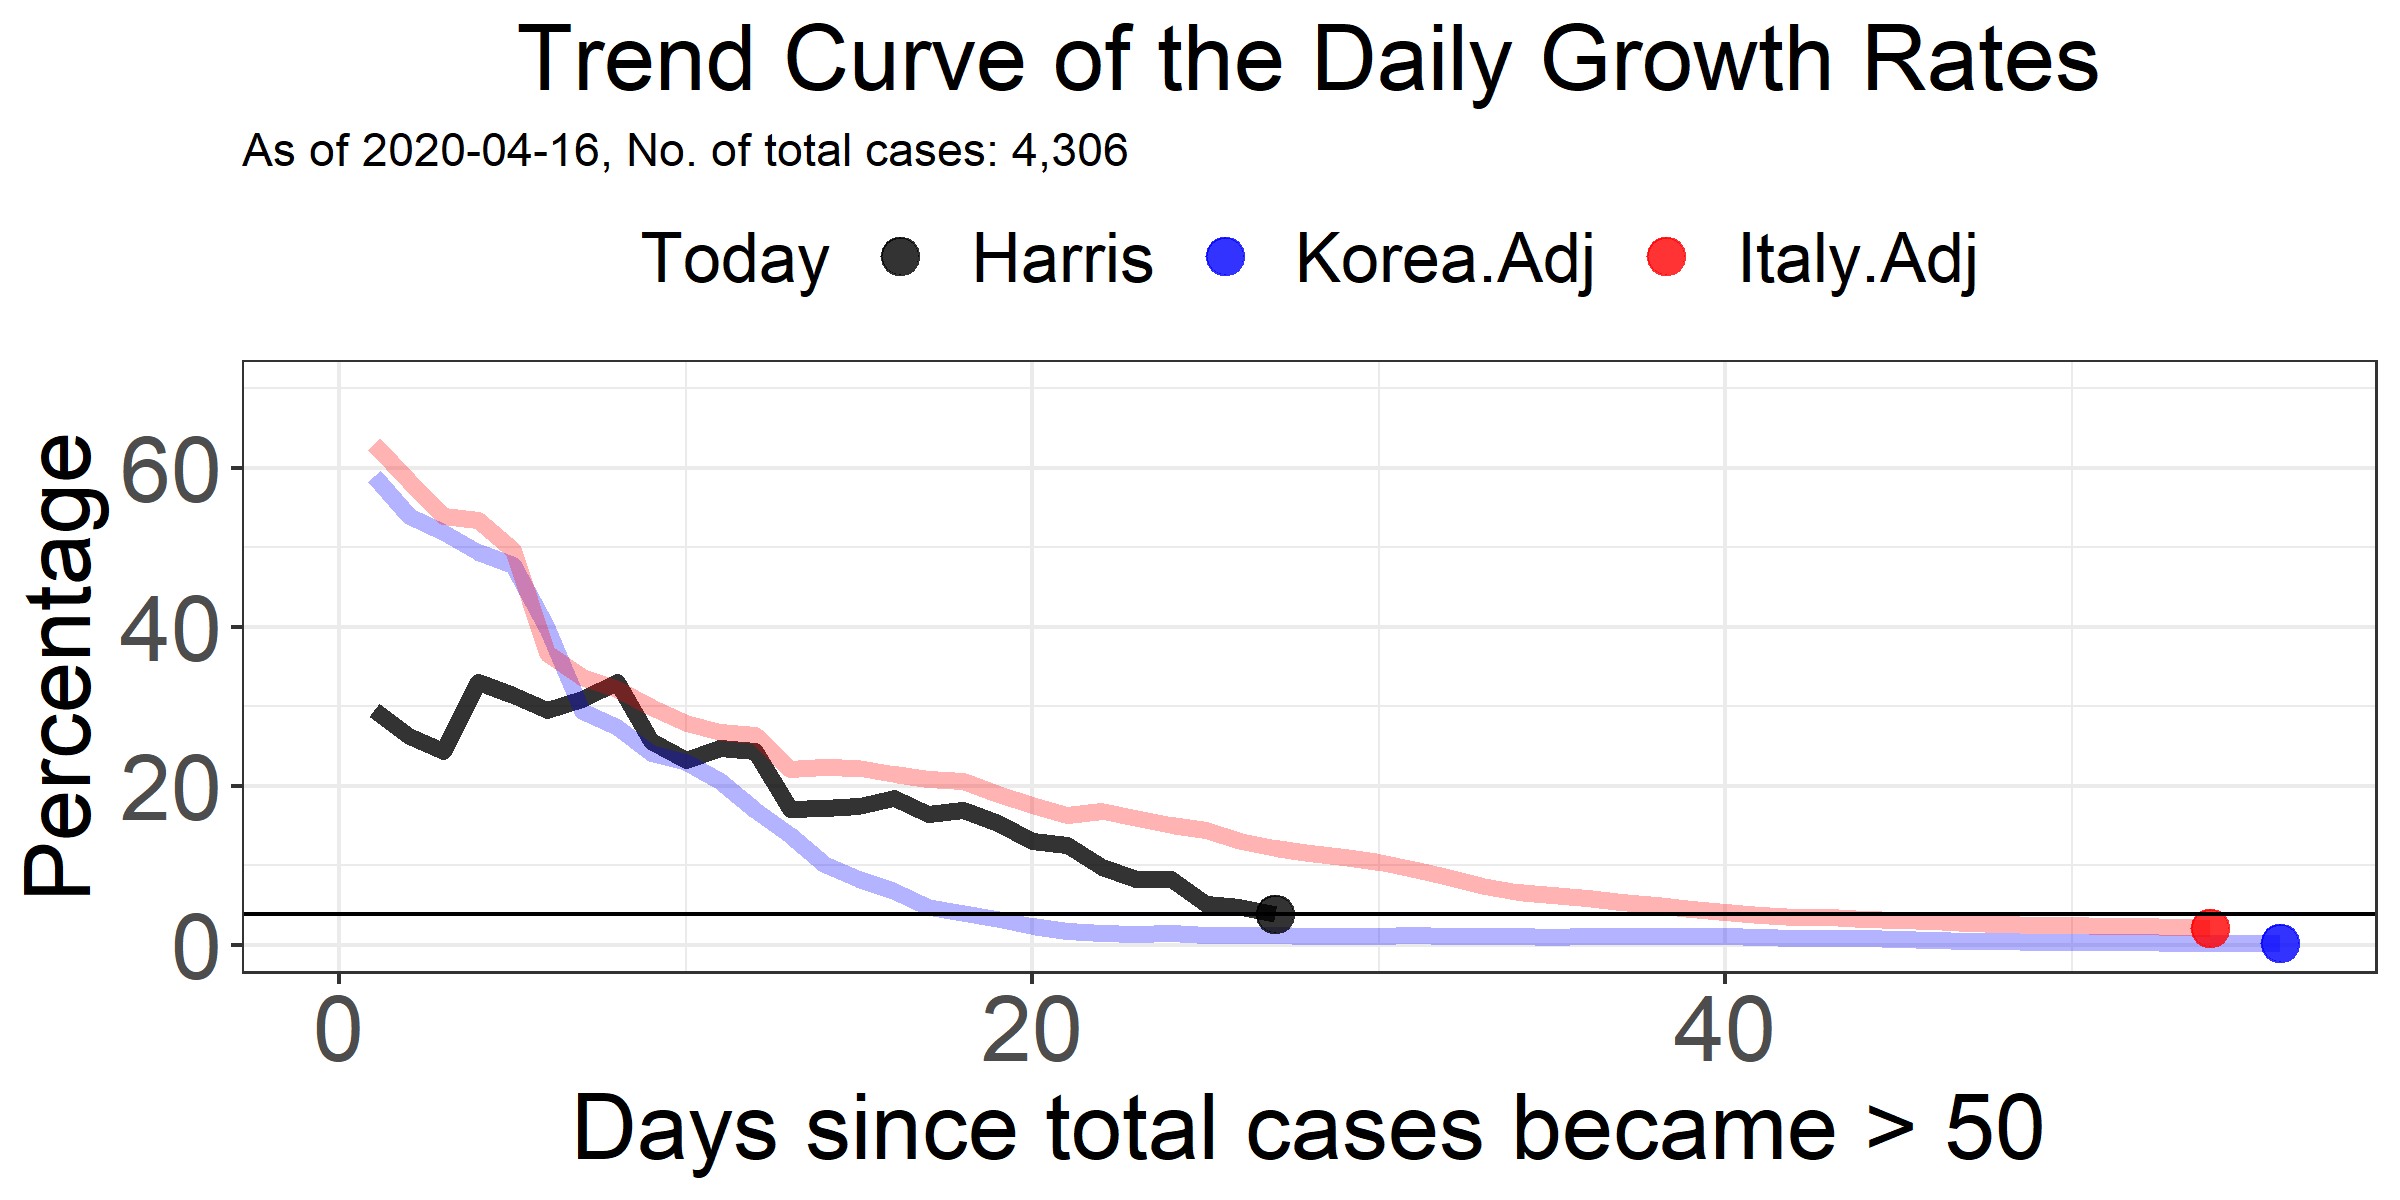 Trend Curve of the Daily Growth Rates
As of 2020-04-16, No. of total cases: 4,306
Today Harris Korea.Adj Italy.Adj
Percentage
60
40
20
0
0 20 40
Days since total cases became > 50